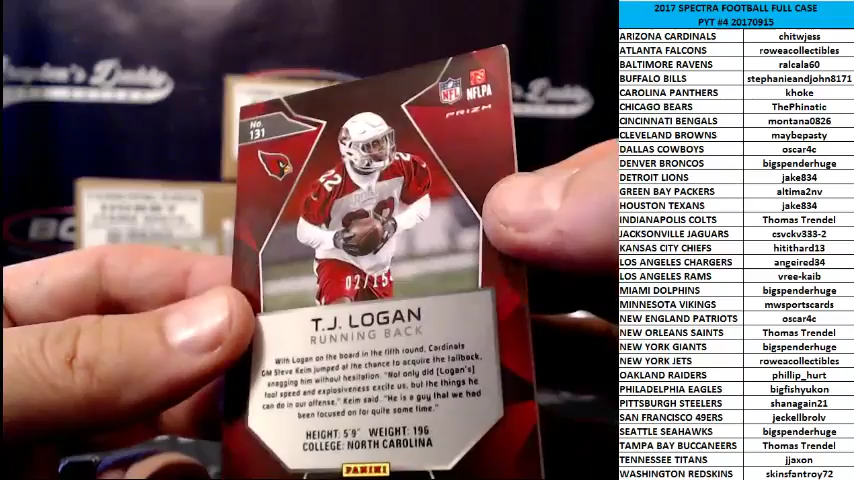 No.
131
NFL
NFLPA
PRIZM
22
02/15
T.J. LOGAN
RUNNING BACK
With Logan on the board in the fifth round, Cardinals
GM Steve Keim jumped at the chance to acquire the tailback,
snagging him without hesitation. "Not only did [Logan's]
foot speed and explosiveness excite us, but the things he
can do in our offense," Keim said. "He is a guy that we had
been focused on for quite some time."
HEIGHT: 5'9" WEIGHT: 196
COLLEGE: NORTH CAROLINA
PANINI
2017 SPECTRA FOOTBALL FULL CASE
PYT #4 20170915
ARIZONA CARDINALS chitwjess
ATLANTA FALCONS roweacollectibles
BALTIMORE RAVENS ralcala60
BUFFALO BILLS stephanieandjohn8171
CAROLINA PANTHERS khoke
CHICAGO BEARS ThePhinatic
CINCINNTI BENGALS montana0826
CLEVELAND BROWNS maybepasty
DALLAS COWBOYS oscar4c
DENVER BRONCOS bigspenderhuge
DETROIT LIONS jake834
GREEN BAY PACKERS altima2nv
HOUSTON TEXANS jake834
INDIANAPOLIS COLTS Thomas Trendel
JACKSONVILLE JAGUARS csvckv333-2
KANSAS CITY CHIEFS hitithard13
LOS ANGELES CHARGERS angeired34
LOS ANGELES RAMS vree-kaib
MIAMI DOLPHINS bigspenderhuge
MINNESOTA VIKINGS mwsportscards
NEW ENGLAND PATRIOTS oscar4c
NEW ORLEANS SAINTS Thomas Trendel
NEW YORK GIANTS bigspenderhuge
NEW YORK JETS roweacollectibles
OAKLAND RAIDERS phillip_hurt
PHILADELPHIA EAGLES bigfishyukon
PITTSBURGH STEELERS shanagain21
SAN FRANCISCO 49ERS jeckellbrolv
SEATTLE SEAHAWKS bigspenderhuge
TAMPA BAY BUCCANEERS Thomas Trendel
TENNESSEE TITANS jjaxon
WASHINGTON REDSKINS skinsfantroy72